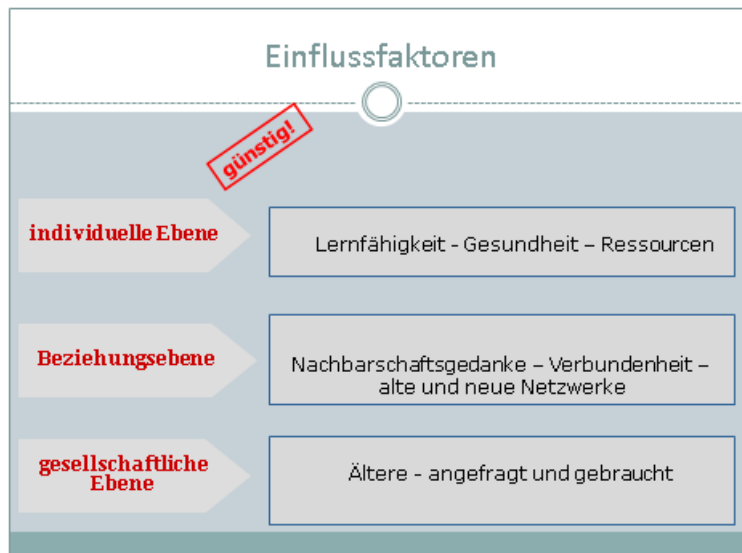 Einflussfaktoren
günstig!
individuelle Ebene
Lernfähigkeit - Gesundheit – Ressourcen
Beziehungsebene
Nachbarschaftsgedanke – Verbundenheit –
alte und neue Netzwerke
gesellschaftliche
Ebene
Ältere - angefragt und gebraucht